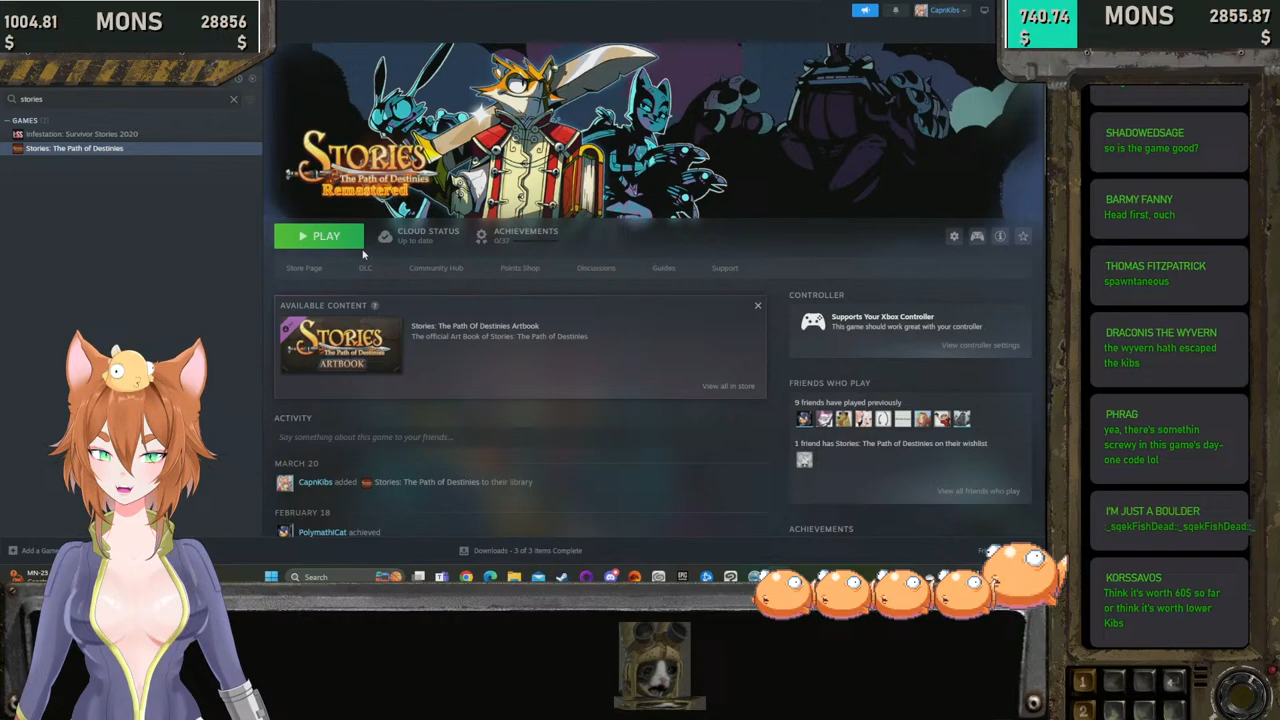 1004.81
$
MONS
28856
$
CapnKibs
740.74
$
MONS
2855.87
$
stories
GAMES (2)
Infestation: Survivor Stories 2020
Stories: The Path of Destinies
STORIES
The Path of Destinies
Remastered
PLAY
CLOUD STATUS
Up to date
ACHIEVEMENTS
0/37
Store Page
DLC
Community Hub
Points Shop
Discussions
Guides
Support
AVAILABLE CONTENT
STORIES
The Path of Destinies
ARTBOOK
Stories: The Path Of Destinies Artbook
The official Art Book of Stories: The Path of Destinies
View all in store
ACTIVITY
Say something about this game to your friends...
MARCH 20
CapnKibs added Stories: The Path of Destinies to their library
FEBRUARY 18
PolymathiCat achieved
CONTROLLER
Supports Your Xbox Controller
This game should work great with your controller
View controller settings
FRIENDS WHO PLAY
9 friends have played previously
1 friend has Stories: The Path of Destinies on their wishlist
View all friends who play
ACHIEVEMENTS
Add a Game
Downloads - 3 of 3 Items Complete
MN-23
Search
SHADOWEDSAGE
so is the game good?
BARMY FANNY
Head first, ouch
THOMAS FITZPATRICK
spawntaneous
DRACONIS THE WYVERN
the wyvern hath escaped
the kibs
PHRAG
yea, there's somethin
screwy in this game's day-
one code lol
I'M JUST A BOULDER
:_sqekFishDead::_sqekFishDead::_
KORSSAVOS
Think it's worth 60$ so far
or think it's worth lower
Kibs
1
2